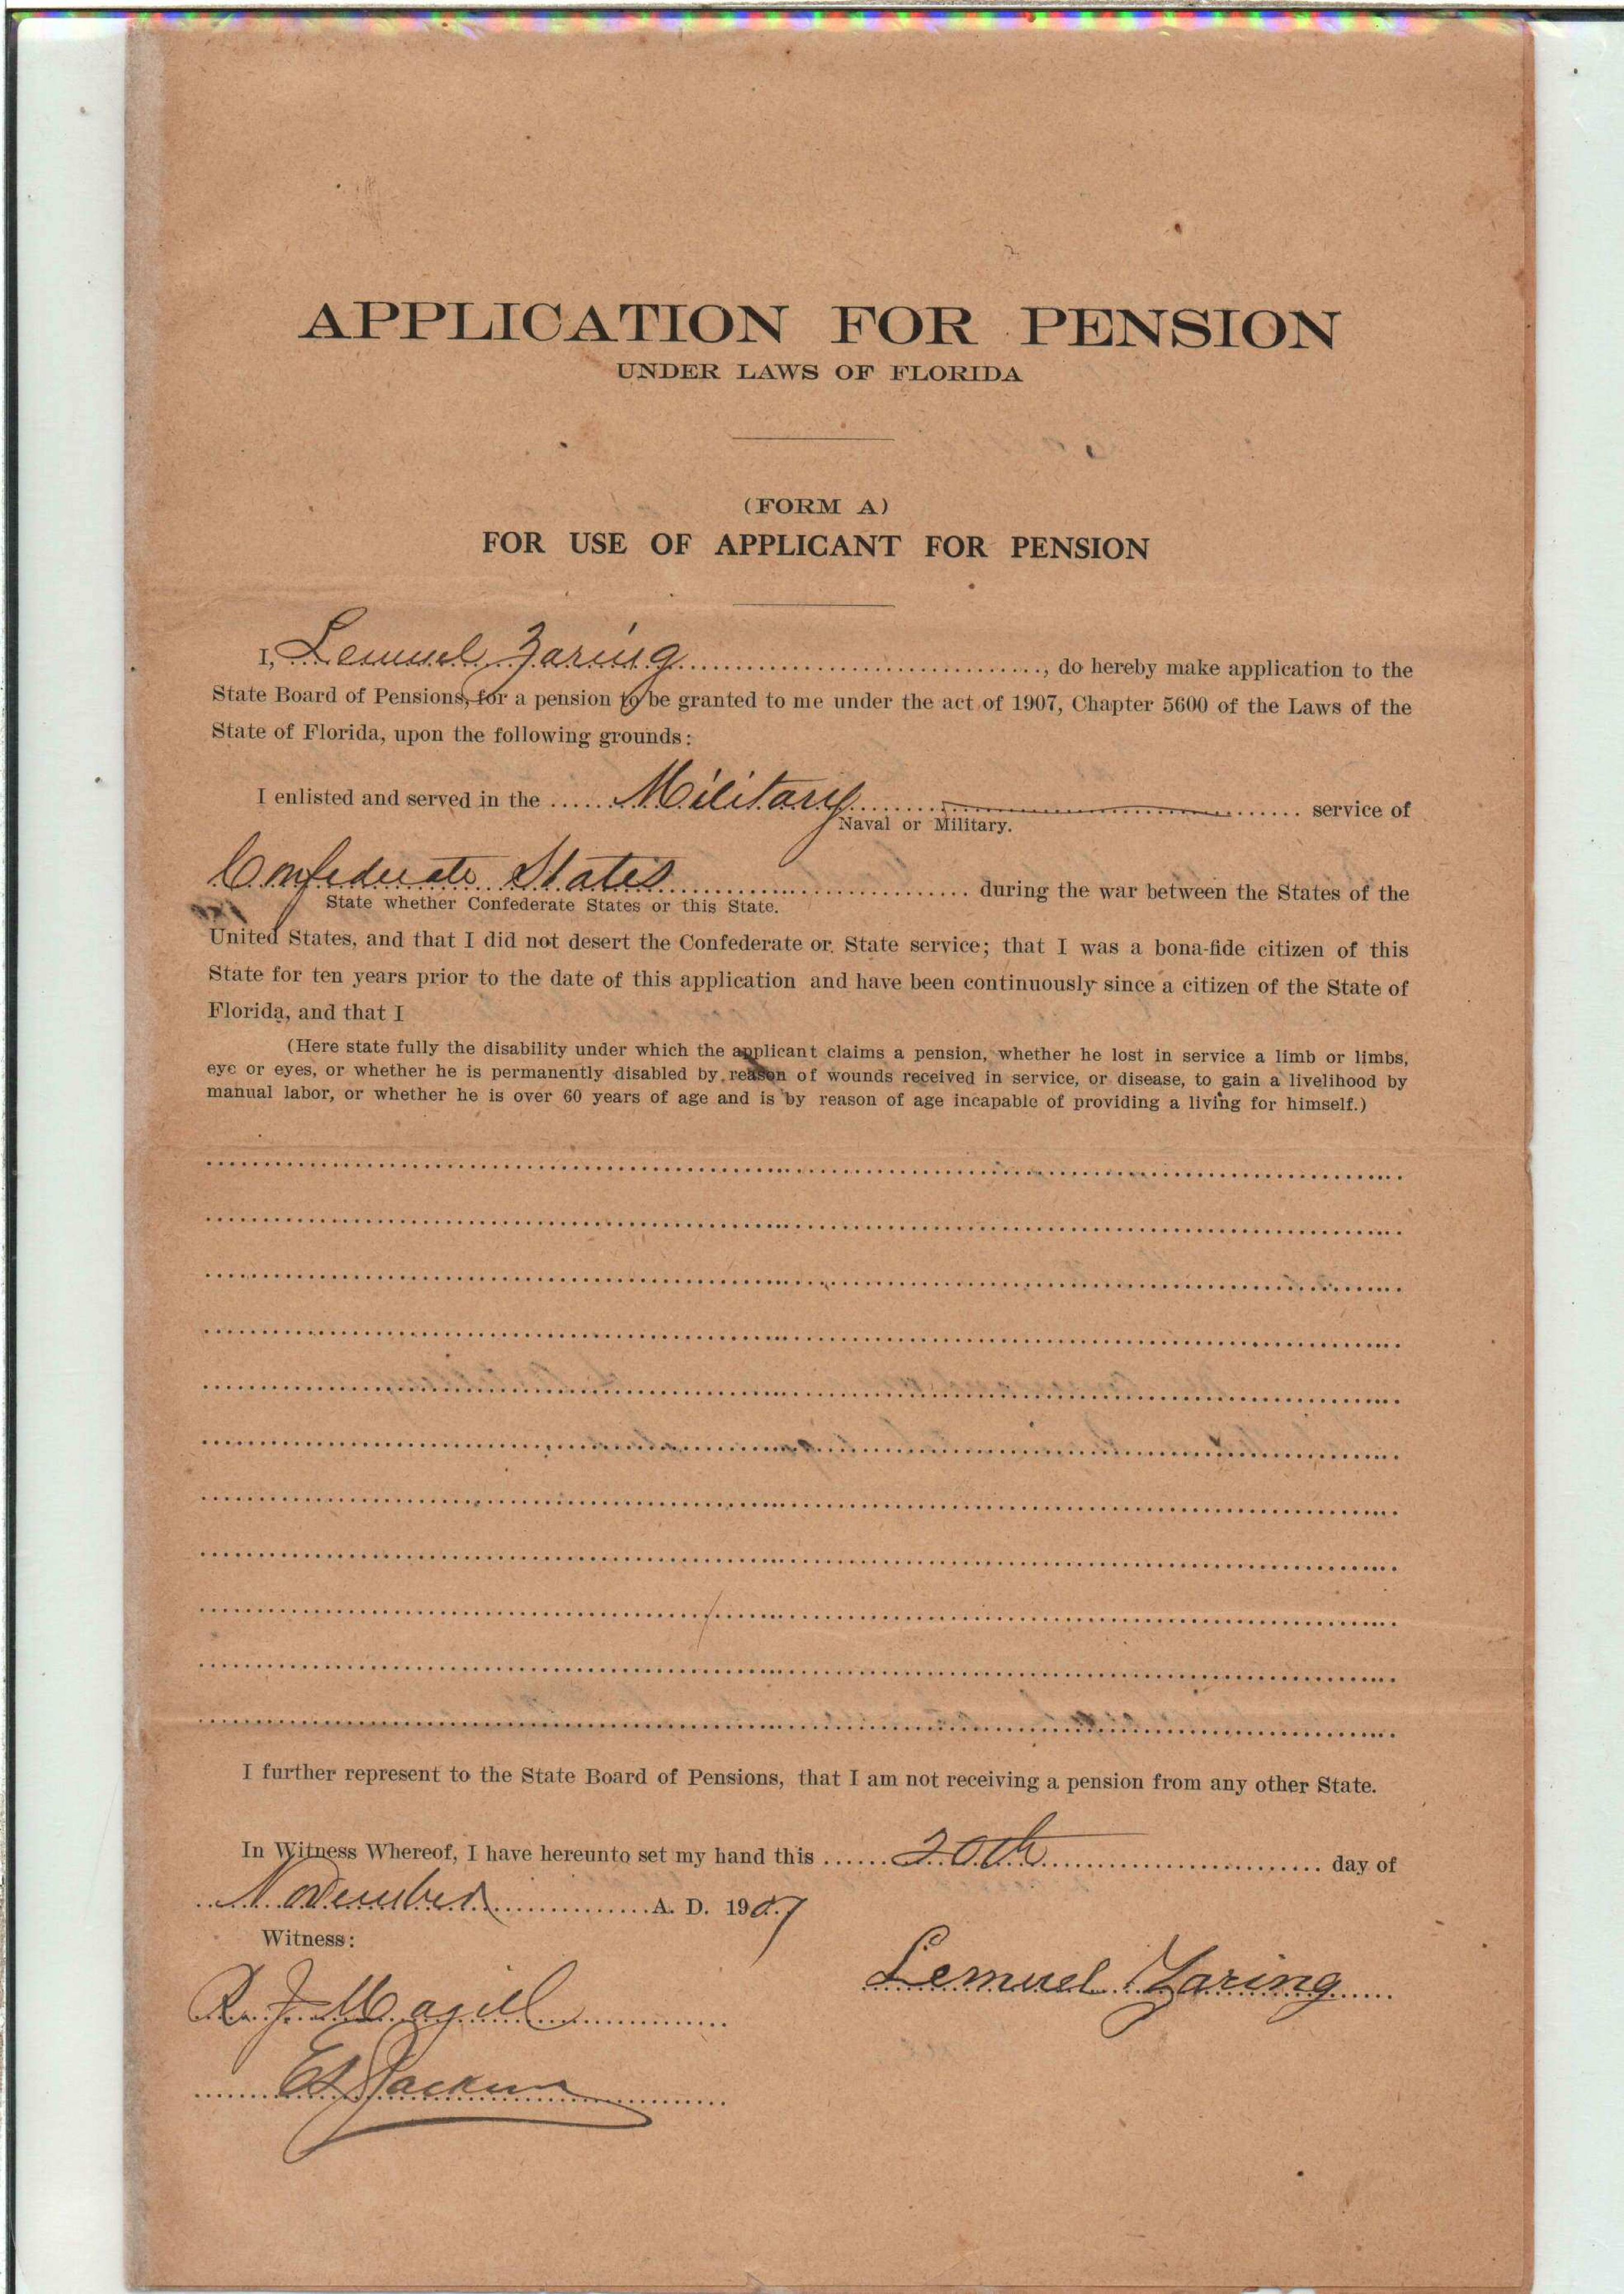 APPLICATION FOR PENSION
UNDER LAWS OF FLORIDA
(FORM A)
FOR USE OF APPLICANT FOR PENSION
I, Lemuel Zaring, do hereby make application to the
State Board of Pensions, for a pension to be granted to me under the act of 1907, Chapter 5600 of the Laws of the
State of Florida, upon the following grounds:
I enlisted and served in the Military service of
Naval or Military.
Confederate States during the war between the States of the
State whether Confederate States or this State.
United States, and that I did not desert the Confederate or State service; that I was a bona-fide citizen of this
State for ten years prior to the date of this application and have been continuously since a citizen of the State of
Florida, and that I
(Here state fully the disability under which the applicant claims a pension, whether he lost in service a limb or limbs,
eye or eyes, or whether he is permanently disabled by reason of wounds received in service, or disease, to gain a livelihood by
manual labor, or whether he is over 60 years of age and is by reason of age incapable of providing a living for himself.)
I further represent to the State Board of Pensions, that I am not receiving a pension from any other State.
In Witness Whereof, I have hereunto set my hand this 20th day of
November A. D. 1907
Witness:
Lemuel Zaring
R. J. Magill